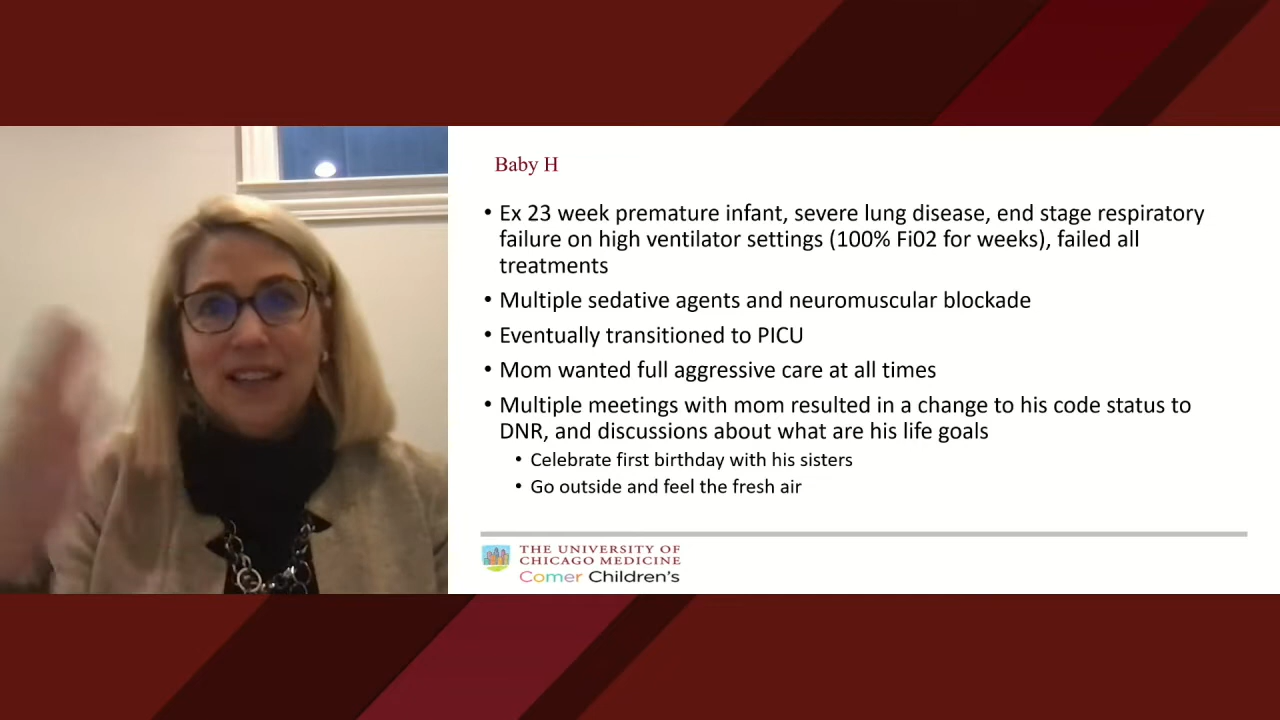 Baby H
• Ex 23 week premature infant, severe lung disease, end stage respiratory
failure on high ventilator settings (100% Fi02 for weeks), failed all
treatments
• Multiple sedative agents and neuromuscular blockade
• Eventually transitioned to PICU
• Mom wanted full aggressive care at all times
• Multiple meetings with mom resulted in a change to his code status to
DNR, and discussions about what are his life goals
• Celebrate first birthday with his sisters
• Go outside and feel the fresh air
THE UNIVERSITY OF
CHICAGO MEDICINE
Comer Children's